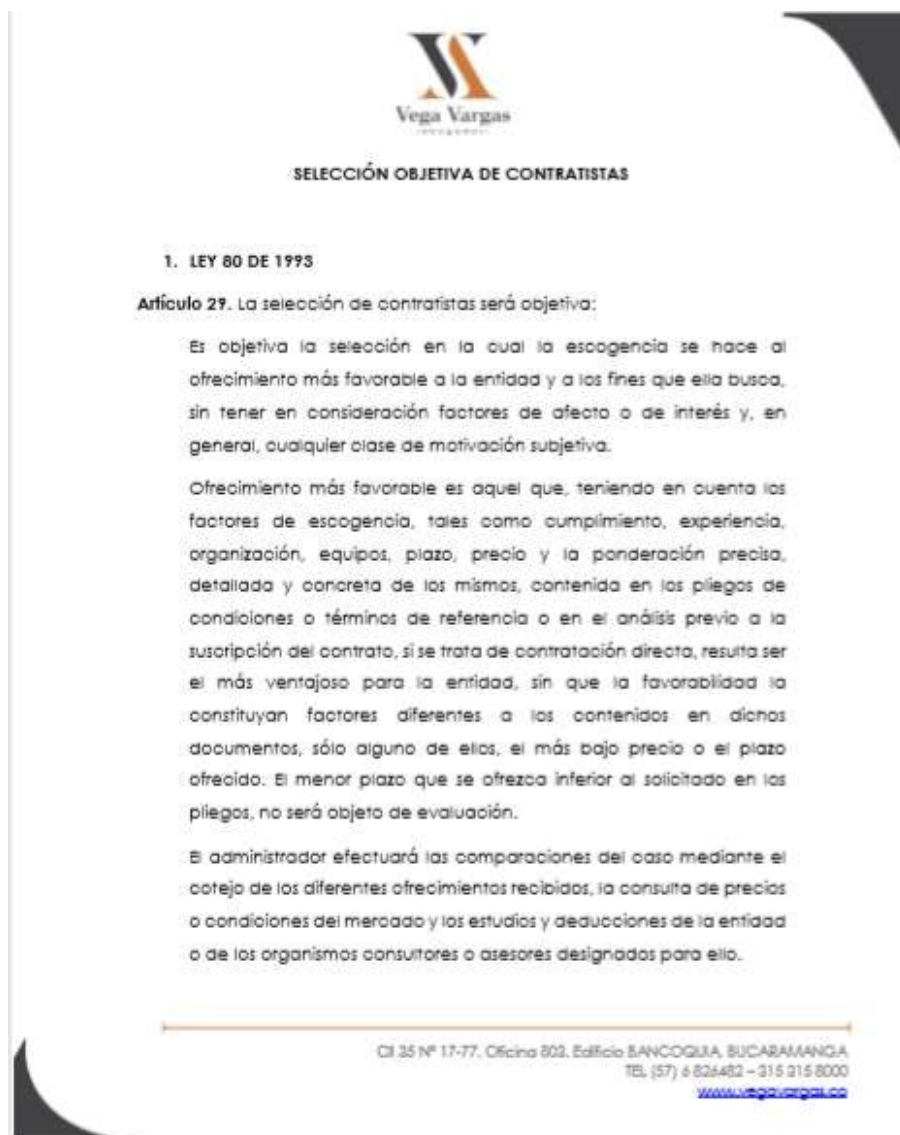 Vega Vargas
SELECCIÓN OBJETIVA DE CONTRATISTAS
1. LEY 80 DE 1993
Artículo 29. La selección de contratistas será objetiva:
Es objetiva la selección en la cual la escogencia se hace al
ofrecimiento más favorable a la entidad y a los fines que ella busca,
sin tener en consideración factores de afecto o de interés y, en
general, cualquier clase de motivación subjetiva.
Ofrecimiento más favorable es aquel que, teniendo en cuenta los
factores de escogencia, tales como cumplimiento, experiencia,
organización, equipos, plazo, precio y la ponderación precisa,
detallada y concreta de los mismos, contenida en los pliegos de
condiciones o términos de referencia o en el análisis previo a la
suscripción del contrato, si se trata de contratación directa, resulta ser
el más ventajoso para la entidad, sin que la favorabilidad la
constituyan factores diferentes a los contenidos en dichos
documentos, sólo alguno de ellos, el más bajo precio o el plazo
ofrecido. El menor plazo que se ofrezca inferior al solicitado en los
pliegos, no será objeto de evaluación.
El administrador efectuará las comparaciones del caso mediante el
cotejo de los diferentes ofrecimientos recibidos, la consulta de precios
o condiciones del mercado y los estudios y deducciones de la entidad
o de los organismos consultores o asesores designados para ello.
Cll 35 Nº 17-77, Oficina 802, Edificio BANCOQUIA, BUCARAMANGA
TEL (57) 6 826482 – 315 315 8000
www.vegavargas.co